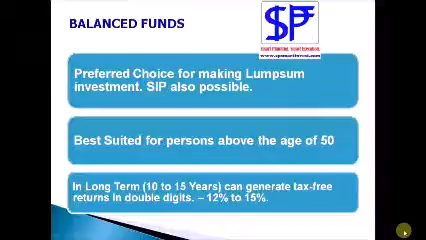 BALANCED FUNDS
SPF
Preferred Choice for making Lumpsum
investment. SIP also possible.
Best Suited for persons above the age of 50
In Long Term (10 to 15 Years) can generate tax-free
returns in double digits. – 12% to 15%.